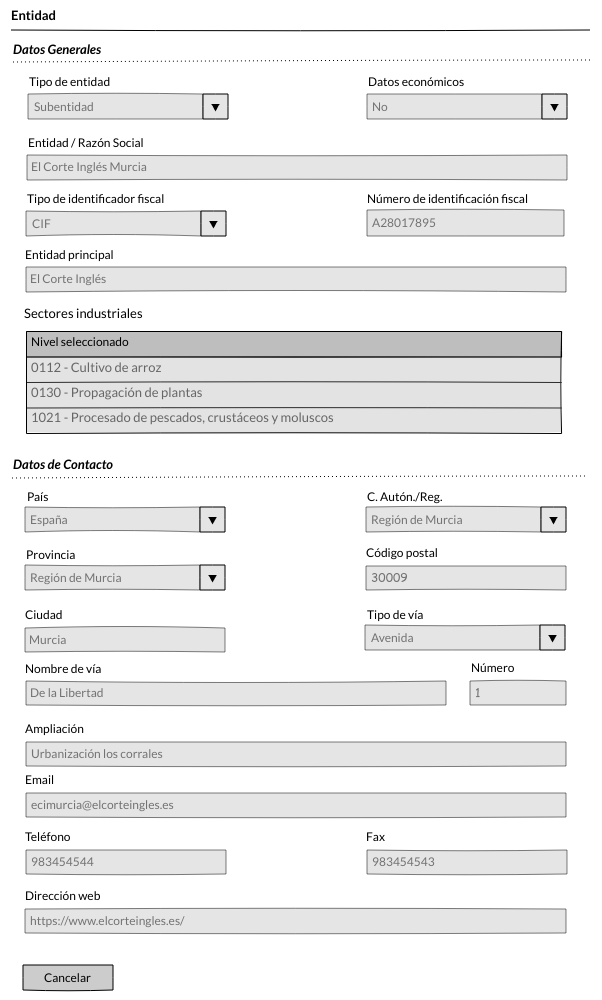 Entidad
Datos Generales
Tipo de entidad
Datos económicos
Subentidad
No
Entidad / Razón Social
El Corte Inglés Murcia
Tipo de identificador fiscal
Número de identificación fiscal
CIF
A28017895
Entidad principal
El Corte Inglés
Sectores industriales
Nivel seleccionado
0112 - Cultivo de arroz
0130 - Propagación de plantas
1021 - Procesado de pescados, crustáceos y moluscos
Datos de Contacto
País
C. Autón./Reg.
España
Región de Murcia
Provincia
Código postal
Región de Murcia
30009
Ciudad
Tipo de vía
Murcia
Avenida
Nombre de vía
Número
De la Libertad
1
Ampliación
Urbanización los corrales
Email
ecimurcia@elcorteingles.es
Teléfono
Fax
983454544
983454543
Dirección web
https://www.elcorteingles.es/
Cancelar